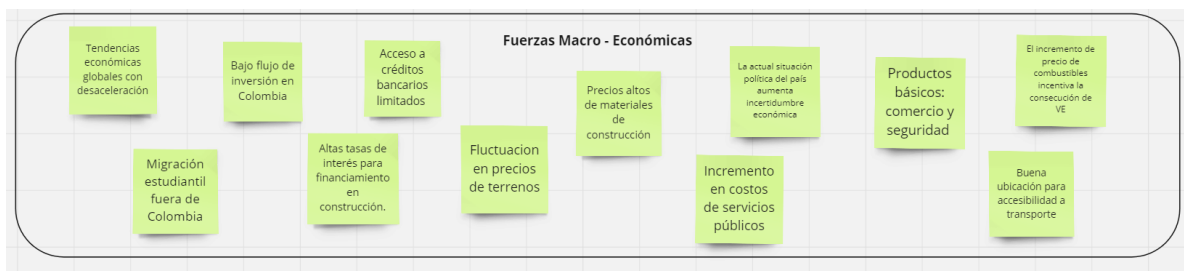 Fuerzas Macro - Económicas
Tendencias
económicas
globales con
desaceleración
Bajo flujo de
inversión en
Colombia
Acceso a
créditos
bancarios
limitados
Precios altos
de materiales
de
construcción
La actual situación
política del país
aumenta
incertidumbre
económica
Productos
básicos:
comercio y
seguridad
El incremento de
precio de
combustibles
incentiva la
consecución de
VE
Migración
estudiantil
fuera de
Colombia
Altas tasas de
interés para
financiamiento
en
construcción.
Fluctuacion
en precios
de terrenos
Incremento
en costos
de servicios
públicos
Buena
ubicación para
accesibilidad a
transporte